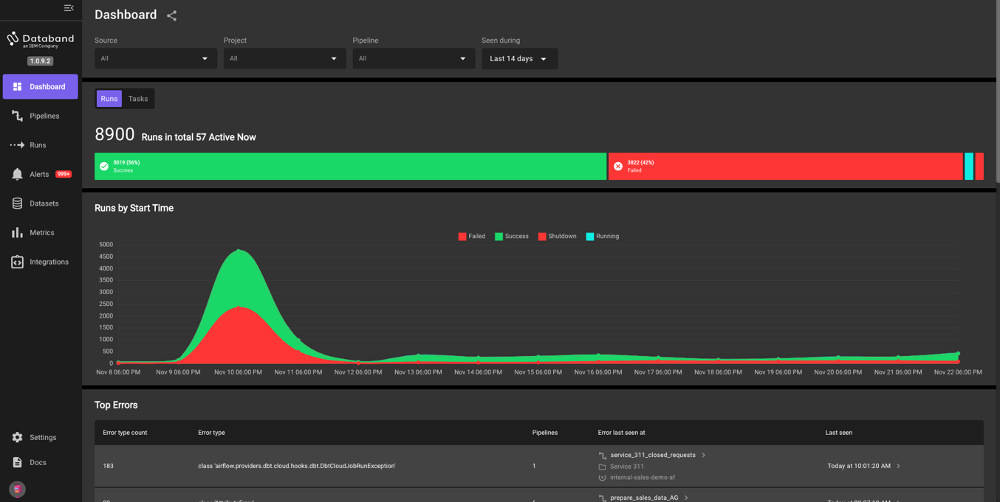 Dashboard
Databand
an IBM Company
1.0.9.2
Dashboard
Pipelines
Runs
Alerts 999+
Datasets
Metrics
Integrations
Settings
Docs
Source Project Pipeline Seen during
All All All Last 14 days
Runs Tasks
8900 Runs in total 57 Active Now
5019 (56%)
Success
3822 (42%)
Failed
Runs by Start Time
Failed Success Shutdown Running
5000
4500
4000
3500
3000
2500
2000
1500
1000
500
0
Nov 8 06:00 PM Nov 9 06:00 PM Nov 10 06:00 PM Nov 11 06:00 PM Nov 12 06:00 PM Nov 13 06:00 PM Nov 14 06:00 PM Nov 15 06:00 PM Nov 16 06:00 PM Nov 17 06:00 PM Nov 18 06:00 PM Nov 19 06:00 PM Nov 20 06:00 PM Nov 21 06:00 PM Nov 22 06:00 PM
Top Errors
Error type count Error type Pipelines Error last seen at Last seen
183 class 'airflow.providers.dbt.cloud.hooks.dbt.DbtCloudJobRunException' 1 service_311_closed_requests Today at 10:01:20 AM
Service 311
internal-sales-demo-af
prepare_sales_data_AG